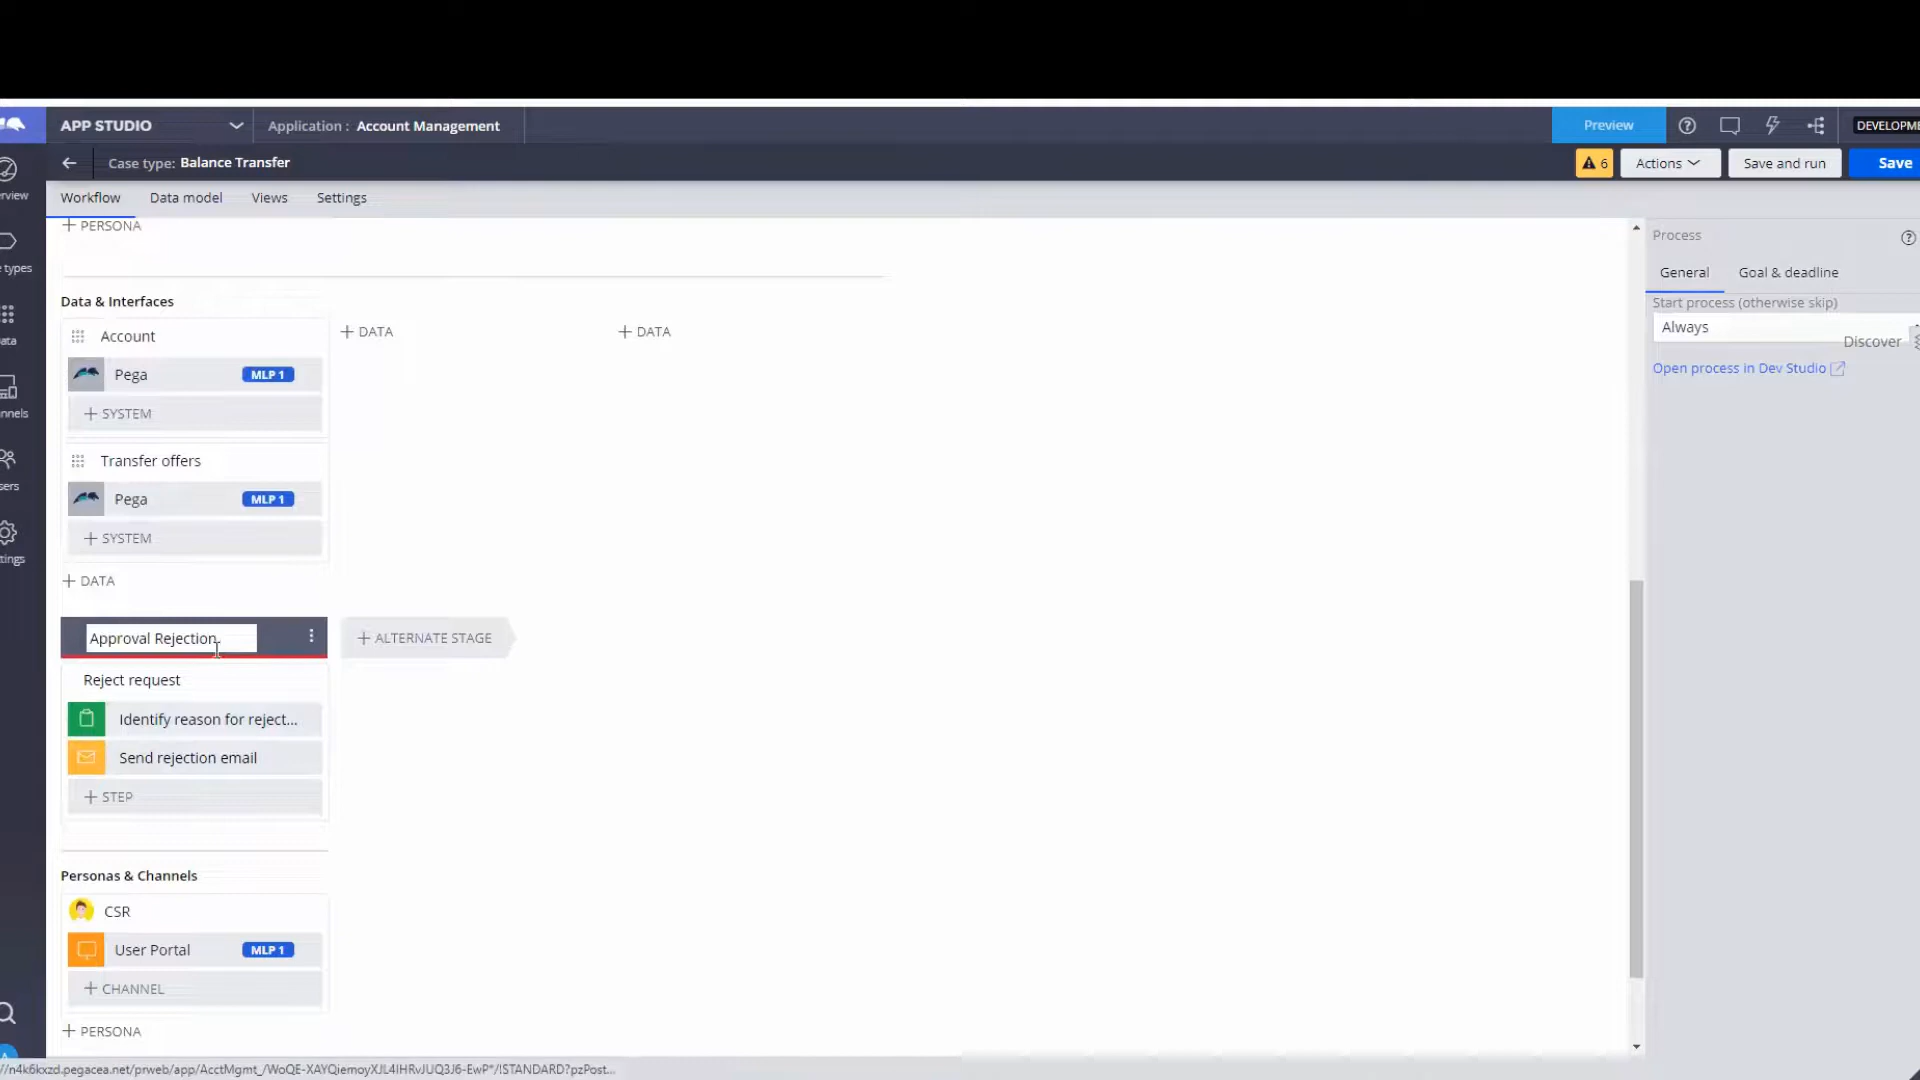 APP STUDIO
Application : Account Management
Preview
DEVELOPME
Case type: Balance Transfer
6
Actions
Save and run
Save
Workflow
Data model
Views
Settings
rview
types
ata
nnels
sers
ttings
+ PERSONA
Data & Interfaces
Account
Pega
MLP 1
+ SYSTEM
+ DATA
+ DATA
Transfer offers
Pega
MLP 1
+ SYSTEM
+ DATA
Approval Rejection
+ ALTERNATE STAGE
Reject request
Identify reason for reject...
Send rejection email
+ STEP
Personas & Channels
CSR
User Portal
MLP 1
+ CHANNEL
+ PERSONA
Process
General
Goal & deadline
Start process (otherwise skip)
Always
Discover
Open process in Dev Studio